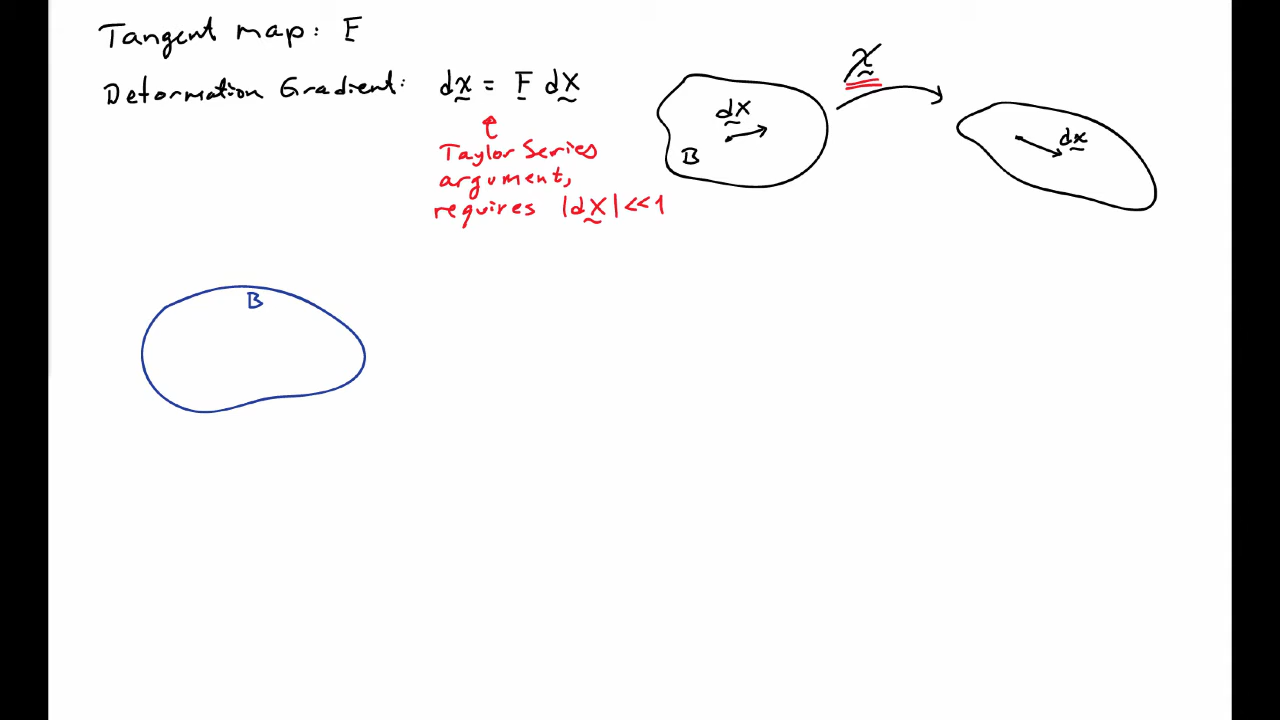 Tangent map: F
Deformation Gradient: dx = F dX
Taylor Series
argument,
requires |dX| << 1
dX
B
χ
dx
B